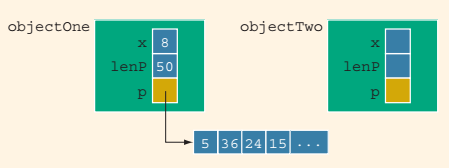 objectOne
x 8
lenP 50
p
objectTwo
x
lenP
p
5 36 24 15 ...